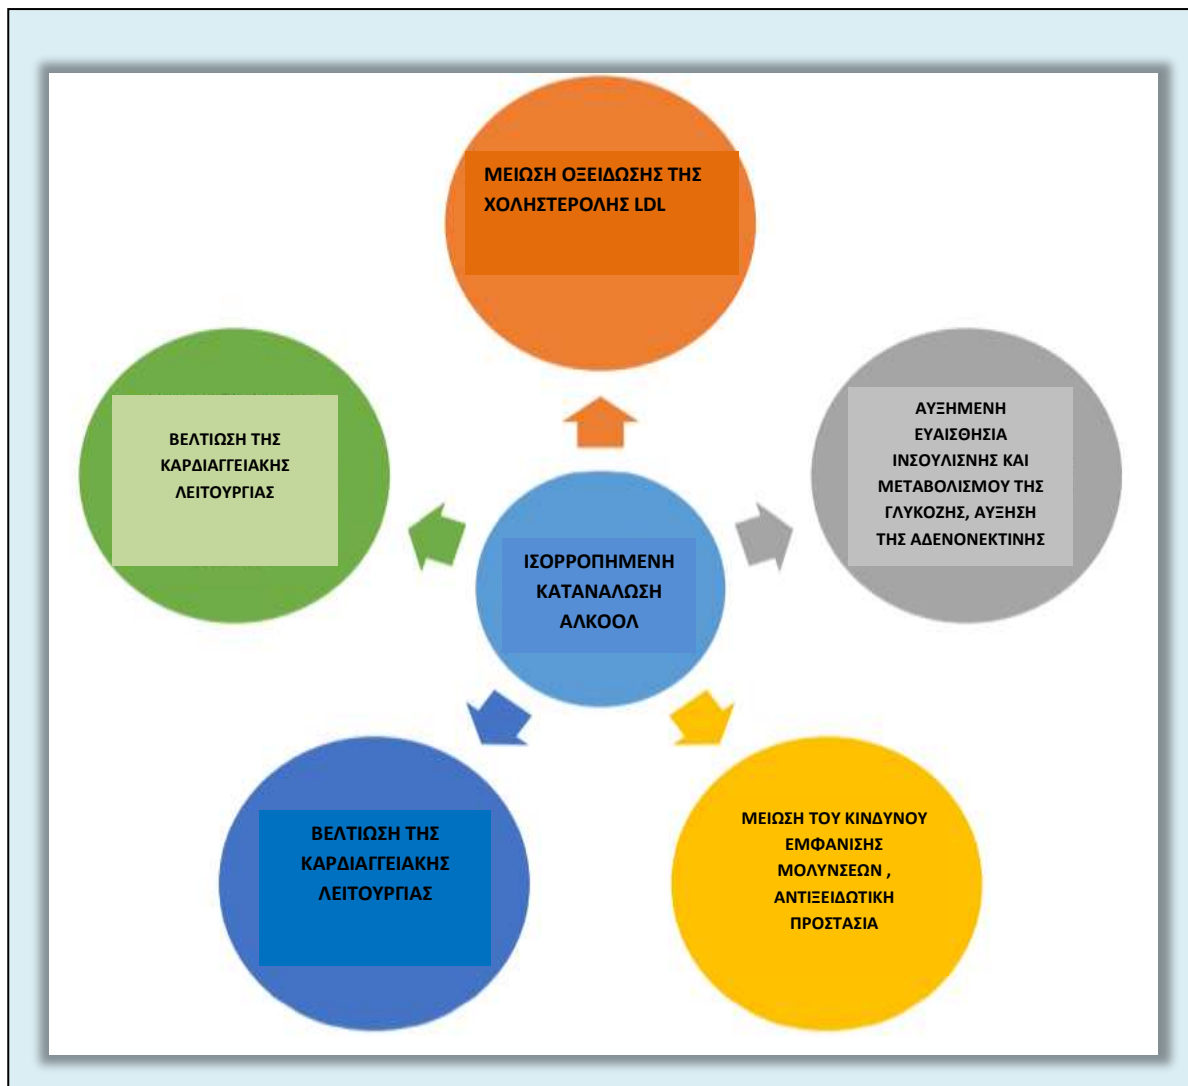 ΜΕΙΩΣΗ ΟΞΕΙΔΩΣΗΣ ΤΗΣ
ΧΟΛΗΣΤΕΡΟΛΗΣ LDL
ΒΕΛΤΙΩΣΗ ΤΗΣ
ΚΑΡΔΙΑΓΓΕΙΑΚΗΣ
ΛΕΙΤΟΥΡΓΙΑΣ
ΑΥΞΗΜΕΝΗ
ΕΥΑΙΣΘΗΣΙΑ
ΙΝΣΟΥΛΙΣΝΗΣ ΚΑΙ
ΜΕΤΑΒΟΛΙΣΜΟΥ ΤΗΣ
ΓΛΥΚΟΖΗΣ, ΑΥΞΗΣΗ
ΤΗΣ ΑΔΕΝΟΝΕΚΤΙΝΗΣ
ΙΣΟΡΡΟΠΗΜΕΝΗ
ΚΑΤΑΝΑΛΩΣΗ
ΑΛΚΟΟΛ
ΒΕΛΤΙΩΣΗ ΤΗΣ
ΚΑΡΔΙΑΓΓΕΙΑΚΗΣ
ΛΕΙΤΟΥΡΓΙΑΣ
ΜΕΙΩΣΗ ΤΟΥ ΚΙΝΔΥΝΟΥ
ΕΜΦΑΝΙΣΗΣ
ΜΟΛΥΝΣΕΩΝ ,
ΑΝΤΙΞΕΙΔΩΤΙΚΗ
ΠΡΟΣΤΑΣΙΑ